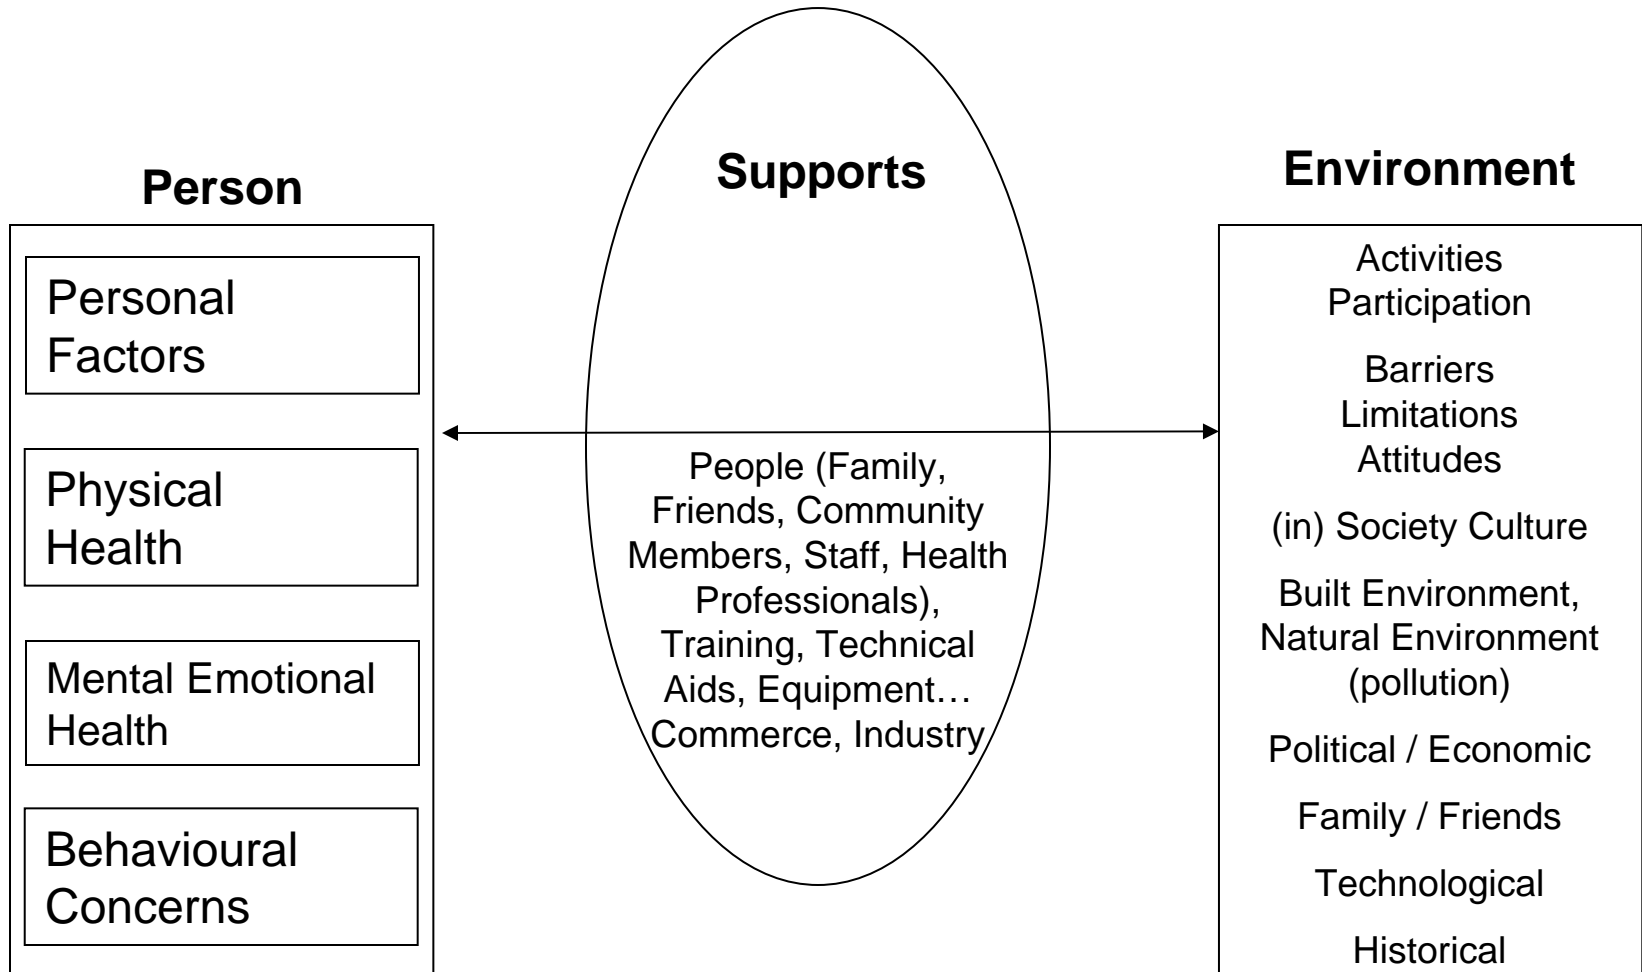 Person
Personal
Factors
Physical
Health
Mental Emotional
Health
Behavioural
Concerns
Supports
People (Family,
Friends, Community
Members, Staff, Health
Professionals),
Training, Technical
Aids, Equipment…
Commerce, Industry
Environment
Activities
Participation
Barriers
Limitations
Attitudes
(in) Society Culture
Built Environment,
Natural Environment
(pollution)
Political / Economic
Family / Friends
Technological
Historical